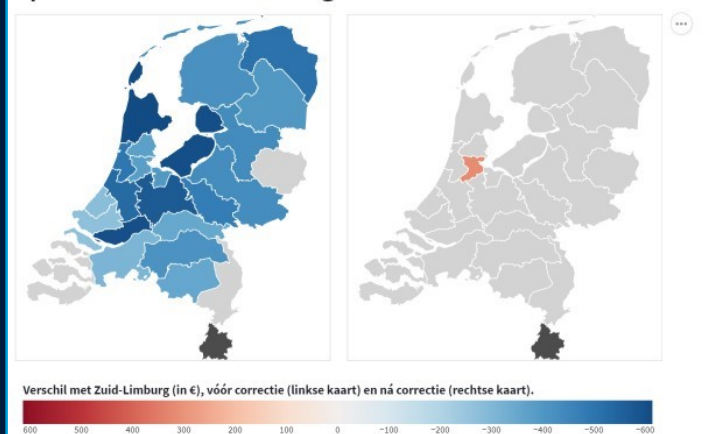 Verschil met Zuid-Limburg (in €), vóór correctie (linkse kaart) en ná correctie (rechtse kaart).
600 500 400 300 200 100 0 −100 −200 −300 −400 −500 −600